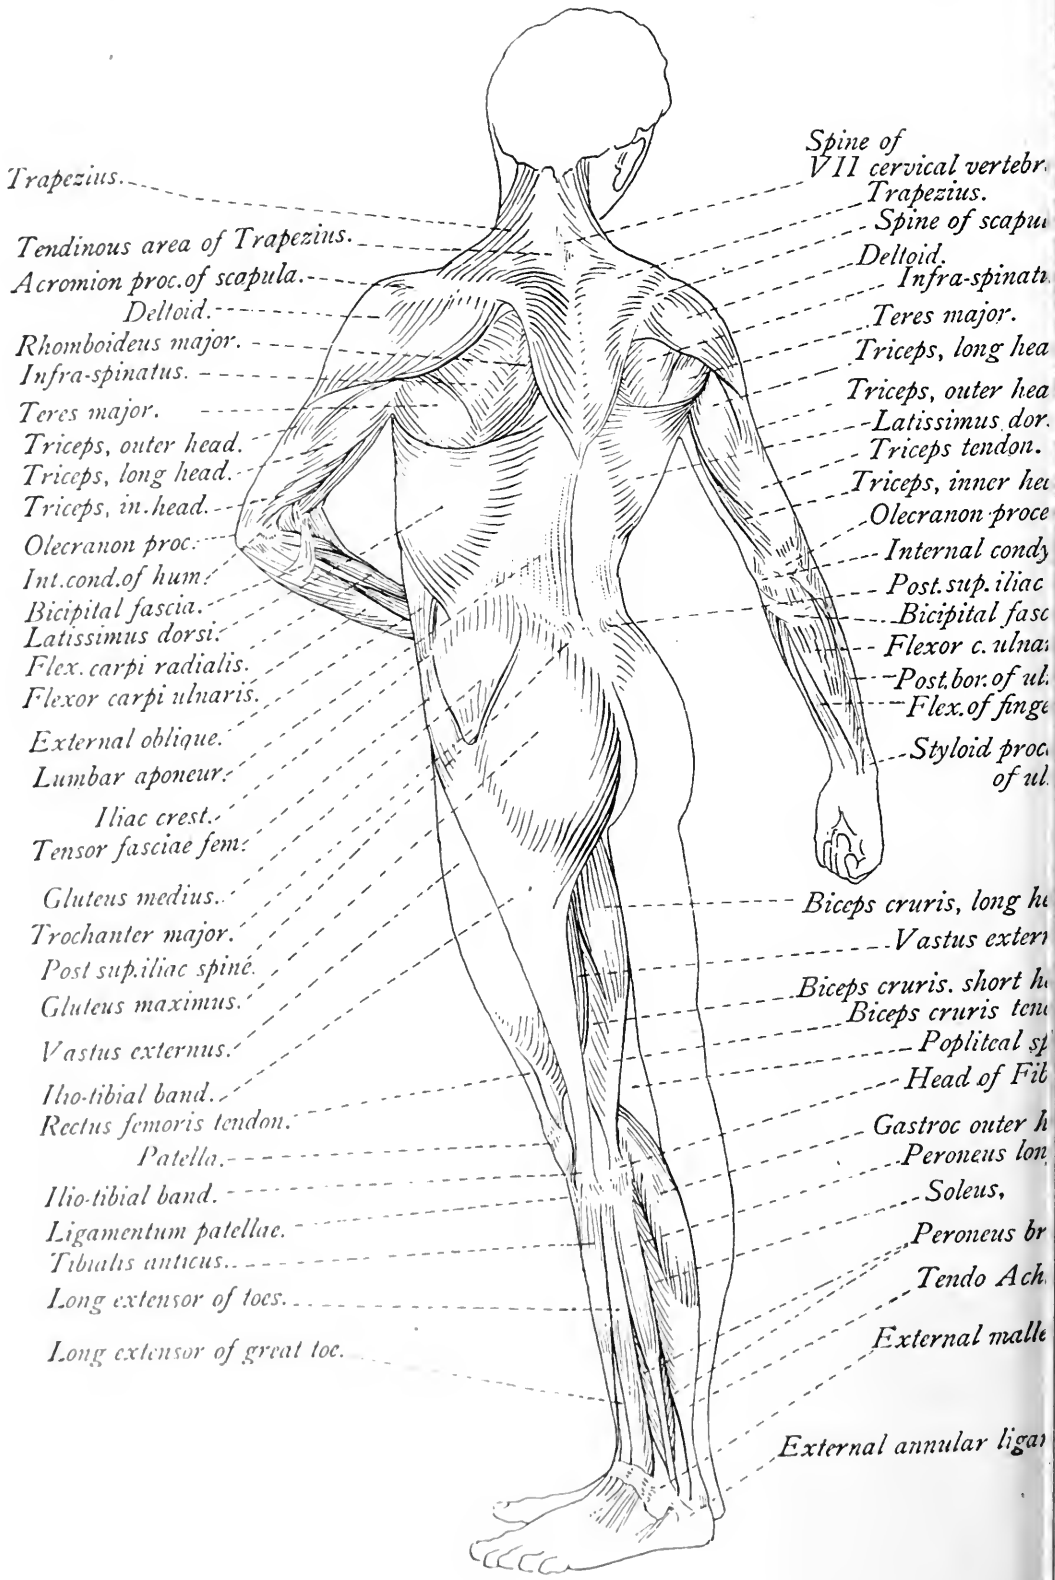 Trapezius.
Tendinous area of Trapezius.
Acromion proc. of scapula.
Deltoid.
Rhomboideus major.
Infra-spinatus.
Teres major.
Triceps, outer head.
Triceps, long head.
Triceps, in. head.
Olecranon proc.
Int. cond. of hum.
Bicipital fascia.
Latissimus dorsi.
Flex. carpi radialis.
Flexor carpi ulnaris.
External oblique.
Lumbar aponeur.
Iliac crest.
Tensor fasciae fem.
Gluteus medius.
Trochanter major.
Post sup. iliac spine.
Gluteus maximus.
Vastus externus.
Ilio-tibial band.
Rectus femoris tendon.
Patella.
Ilio-tibial band.
Ligamentum patellae.
Tibialis anticus.
Long extensor of toes.
Long extensor of great toe.
Spine of
VII cervical vertebr
Trapezius.
Spine of scapu
Deltoid.
Infra-spinat
Teres major.
Triceps, long hea
Triceps, outer hea
Latissimus dor
Triceps tendon.
Triceps, inner he
Olecranon proce
Internal condy
Post. sup. iliac
Bicipital fasc
Flexor c. ulna
Post. bor. of ul
Flex. of finge
Styloid proc
of ul
Biceps cruris, long h
Vastus extern
Biceps cruris. short h
Biceps cruris ten
Popliteal sp
Head of Fib
Gastroc outer h
Peroneus lon
Soleus,
Peroneus br
Tendo Ach
External malle
External annular liga